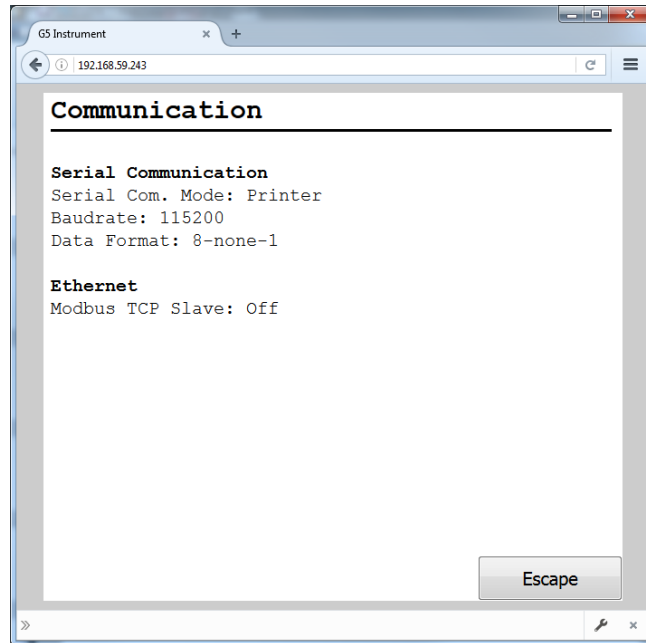 G5 Instrument
192.168.59.243
Communication
Serial Communication
Serial Com. Mode: Printer
Baudrate: 115200
Data Format: 8-none-1
Ethernet
Modbus TCP Slave: Off
Escape